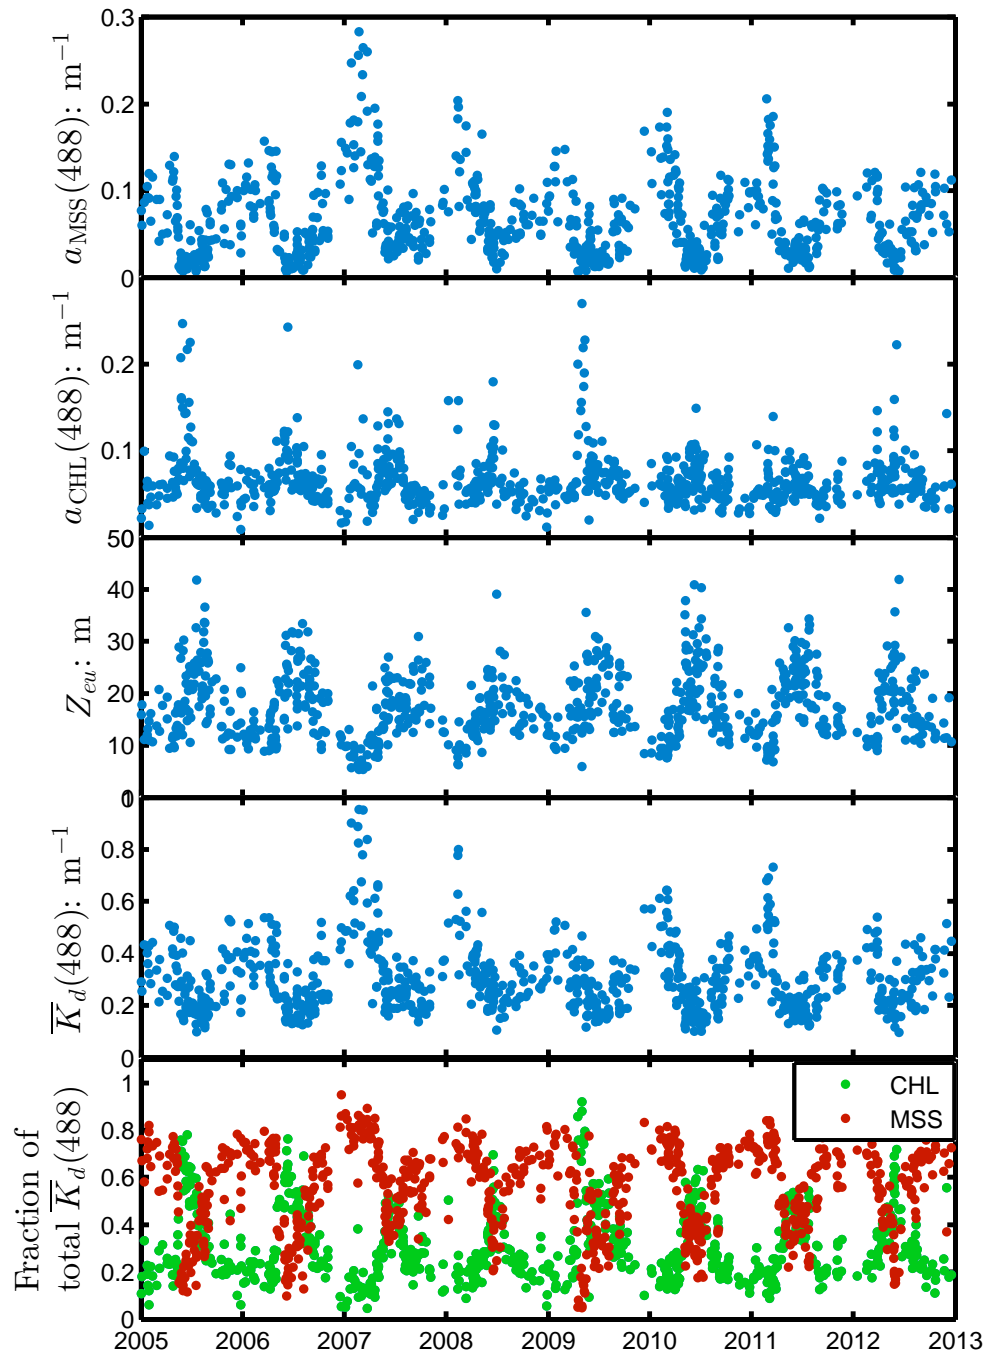 0.3
0.2
0.1
0
a_MSS(488): m⁻¹
0.2
0.1
0
a_CHL(488): m⁻¹
50
40
30
20
10
0
Z_eu: m
1
0.8
0.6
0.4
0.2
0
K̅_d(488): m⁻¹
1
0.8
0.6
0.4
0.2
0
Fraction of
total K̅_d(488)
CHL
MSS
2005 2006 2007 2008 2009 2010 2011 2012 2013